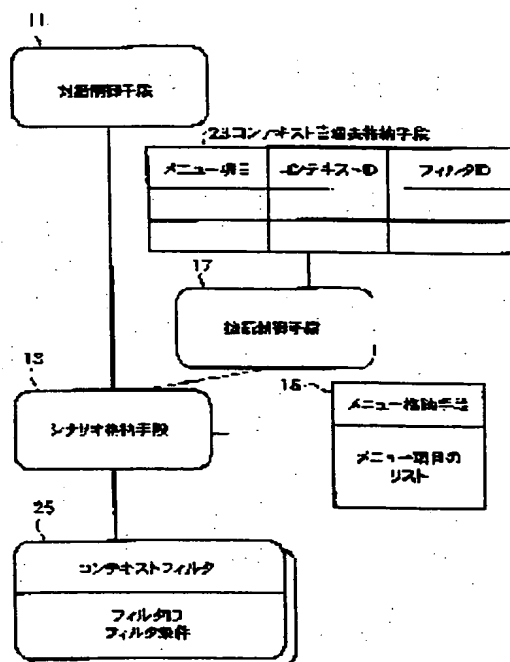 11
対話制御手段
23コンテキスト管理表格納手段
メニュー項目 コンテキストID フィルタID
17
制御手段
13
シナリオ格納手段
15
メニュー格納手段
メニュー項目の
リスト
25
コンテキストフィルタ
フィルタID
フィルタ条件